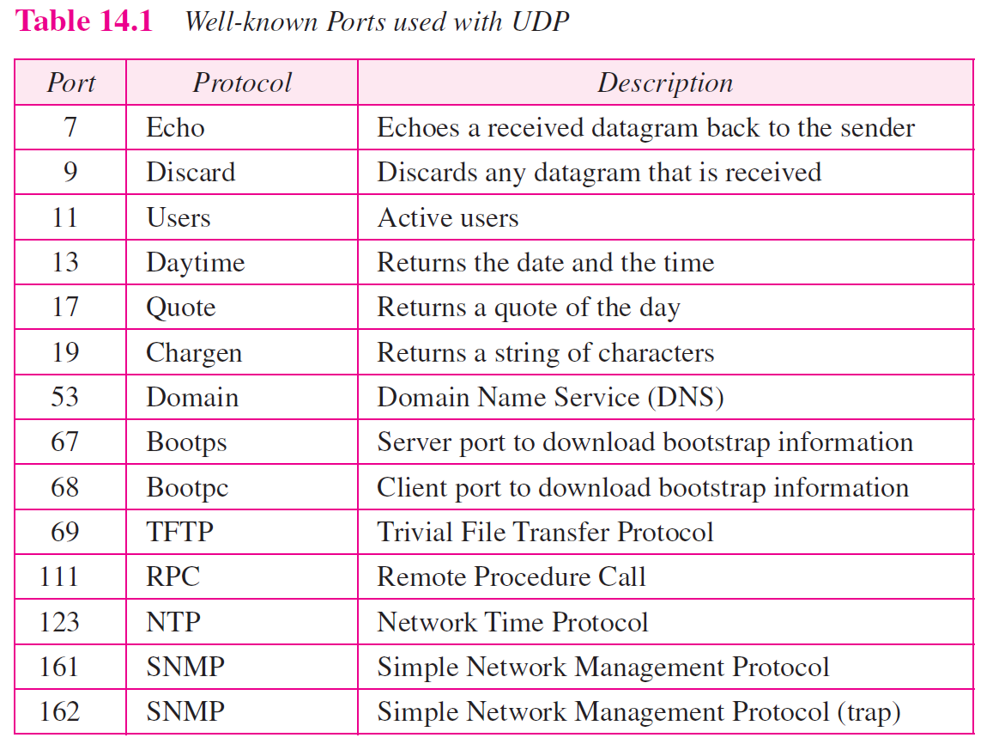 Table 14.1 Well-known Ports used with UDP
Port Protocol Description
7 Echo Echoes a received datagram back to the sender
9 Discard Discards any datagram that is received
11 Users Active users
13 Daytime Returns the date and the time
17 Quote Returns a quote of the day
19 Chargen Returns a string of characters
53 Domain Domain Name Service (DNS)
67 Bootps Server port to download bootstrap information
68 Bootpc Client port to download bootstrap information
69 TFTP Trivial File Transfer Protocol
111 RPC Remote Procedure Call
123 NTP Network Time Protocol
161 SNMP Simple Network Management Protocol
162 SNMP Simple Network Management Protocol (trap)